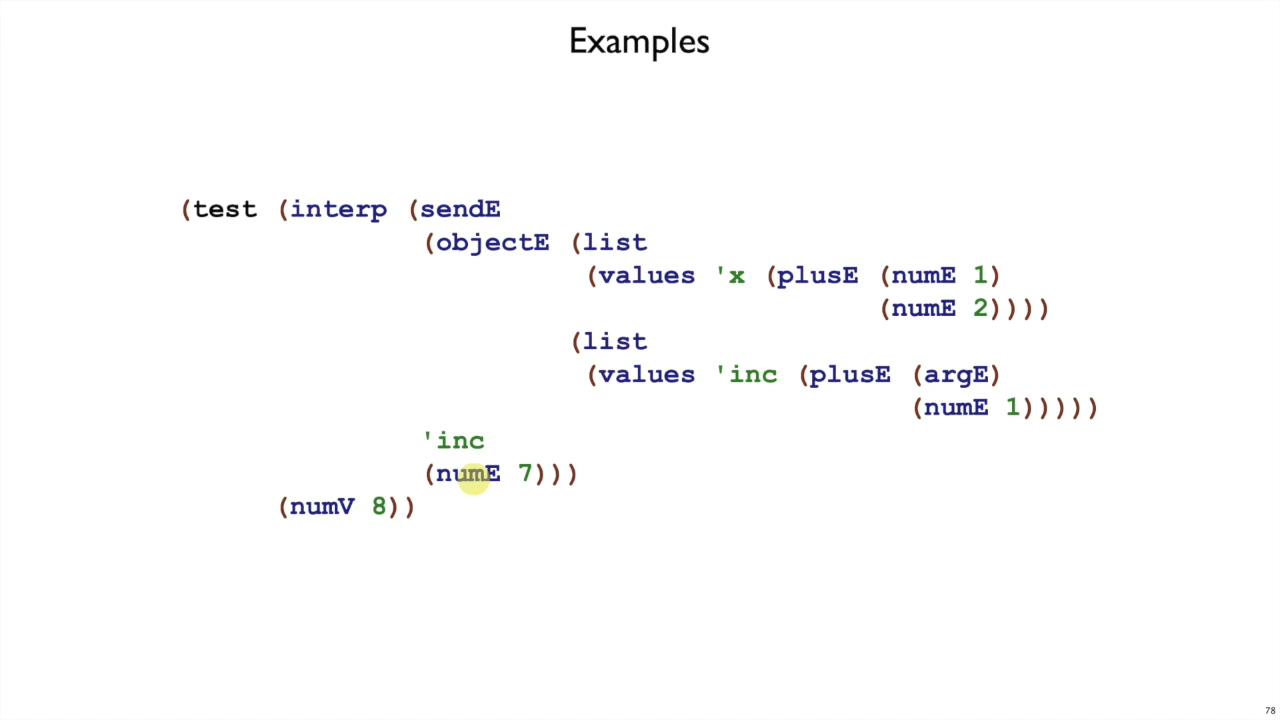 Examples
(test (interp (sendE
(objectE (list
(values 'x (plusE (numE 1)
(numE 2))))
(list
(values 'inc (plusE (argE)
(numE 1)))))
'inc
(numE 7)))
(numV 8))
78